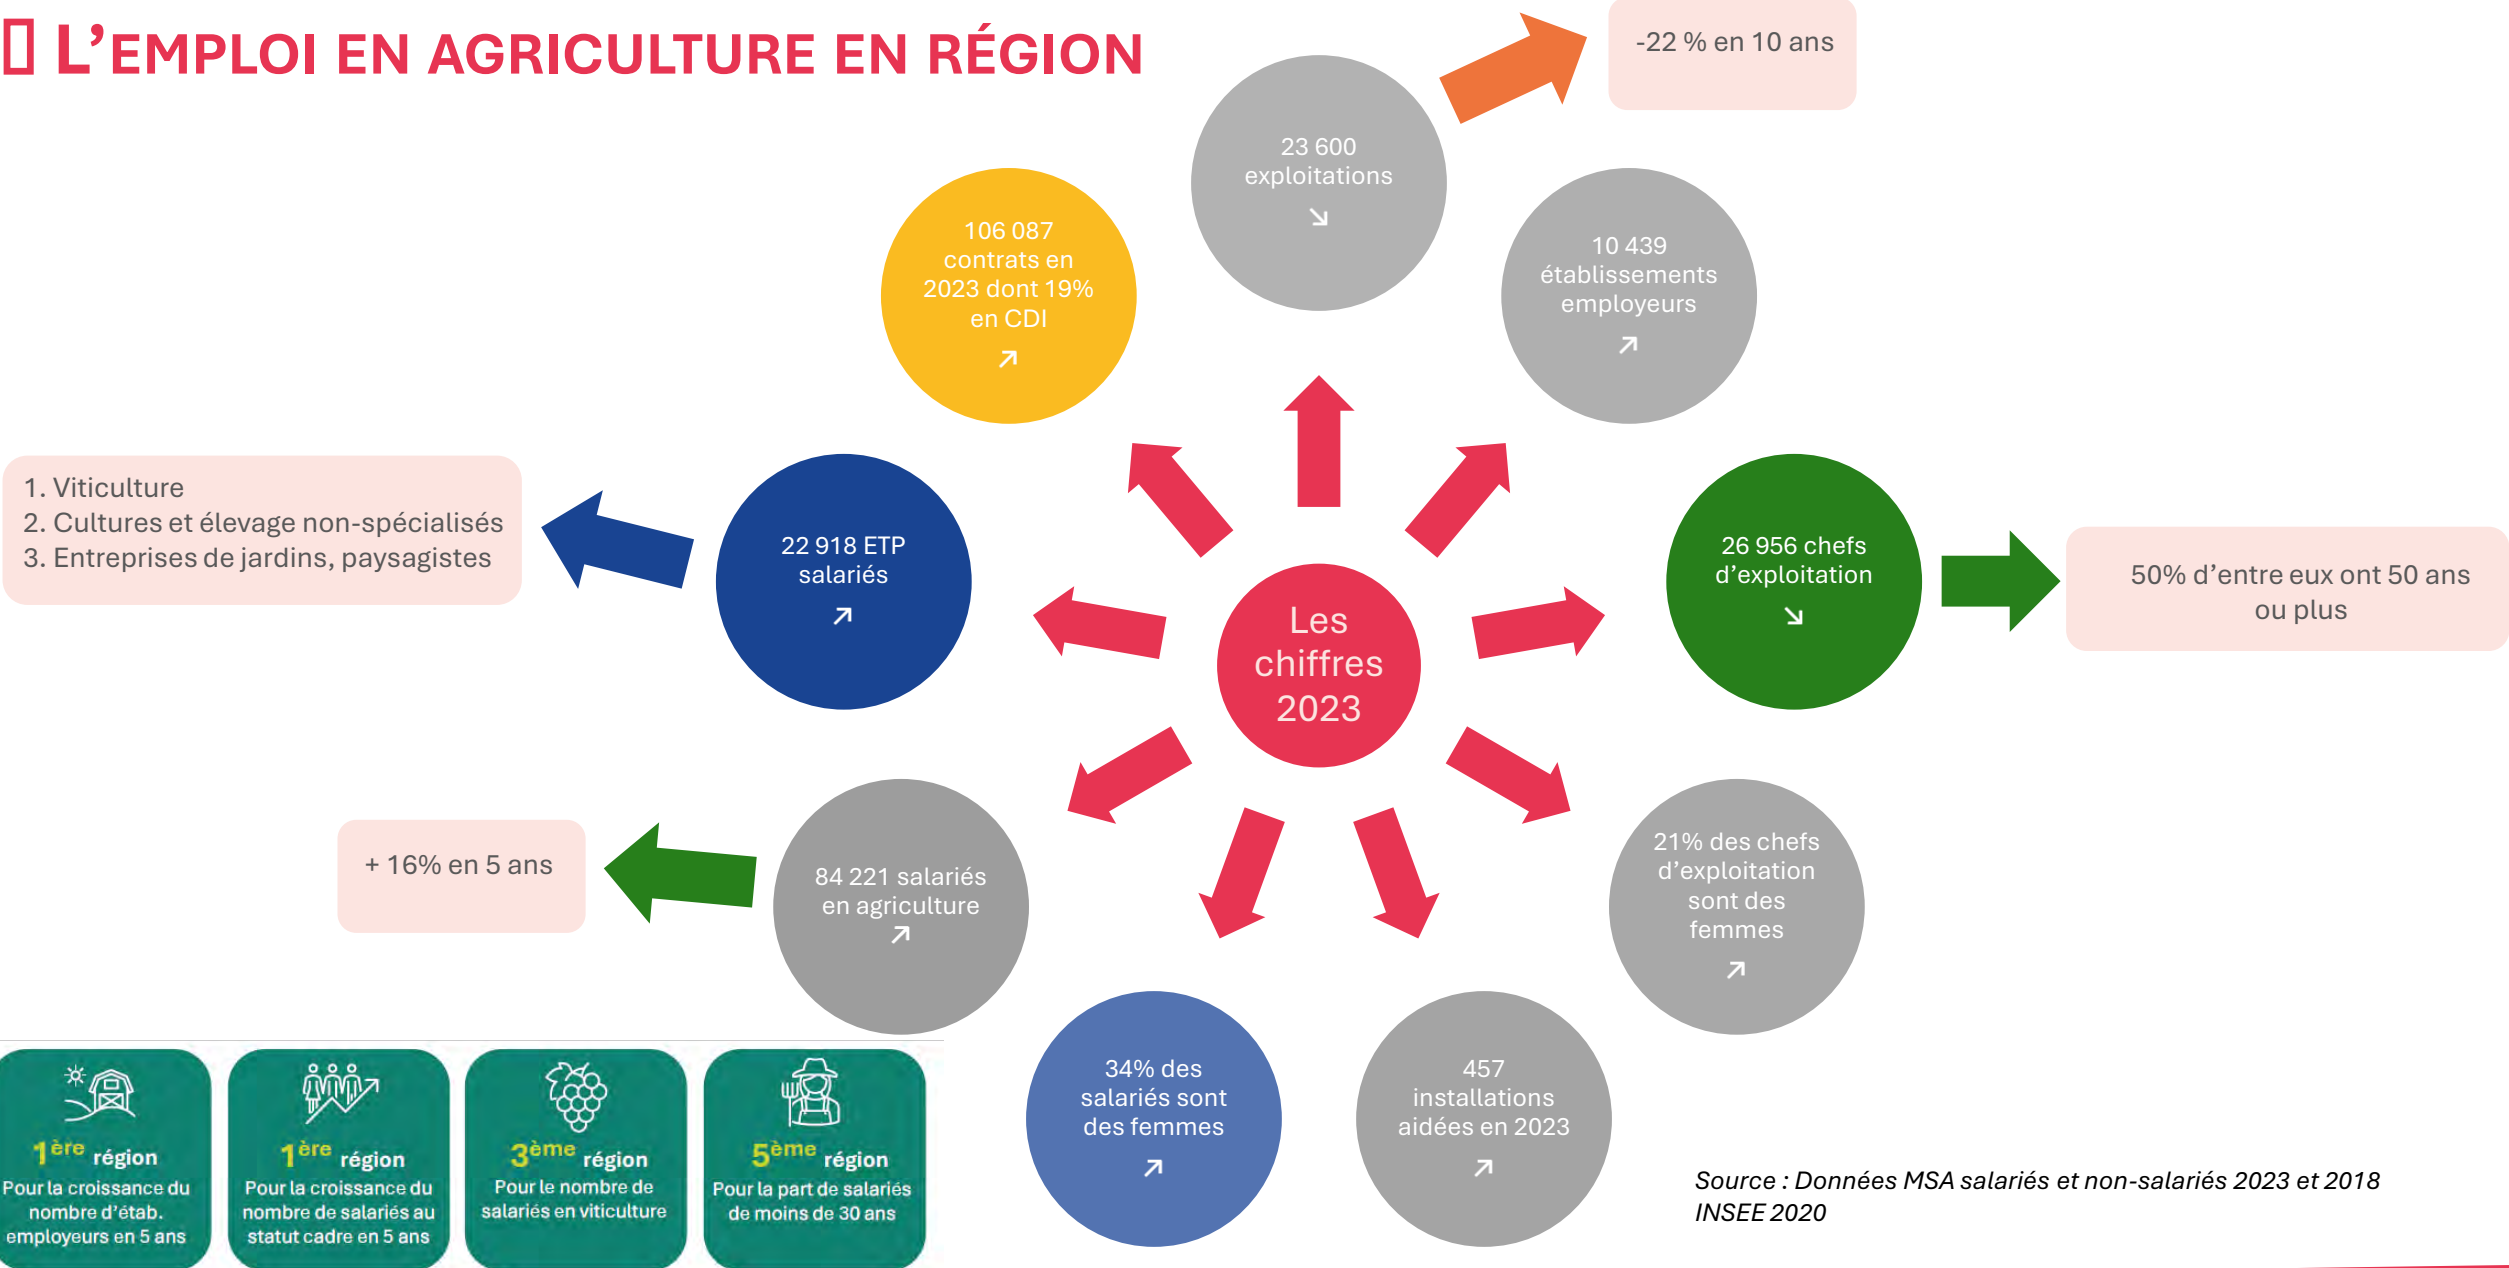 L'EMPLOI EN AGRICULTURE EN RÉGION
-22 % en 10 ans
23 600
exploitations
↘
106 087
contrats en
2023 dont 19%
en CDI
↗
10 439
établissements
employeurs
↗
1. Viticulture
2. Cultures et élevage non-spécialisés
3. Entreprises de jardins, paysagistes
22 918 ETP
salariés
↗
26 956 chefs
d'exploitation
↘
50% d'entre eux ont 50 ans
ou plus
Les
chiffres
2023
+ 16% en 5 ans
84 221 salariés
en agriculture
↗
21% des chefs
d'exploitation
sont des
femmes
↗
34% des
salariés sont
des femmes
↗
457
installations
aidées en 2023
↗
1ère région
Pour la croissance du
nombre d'étab.
employeurs en 5 ans
1ère région
Pour la croissance du
nombre de salariés au
statut cadre en 5 ans
3ème région
Pour le nombre de
salariés en viticulture
5ème région
Pour la part de salariés
de moins de 30 ans
Source : Données MSA salariés et non-salariés 2023 et 2018
INSEE 2020